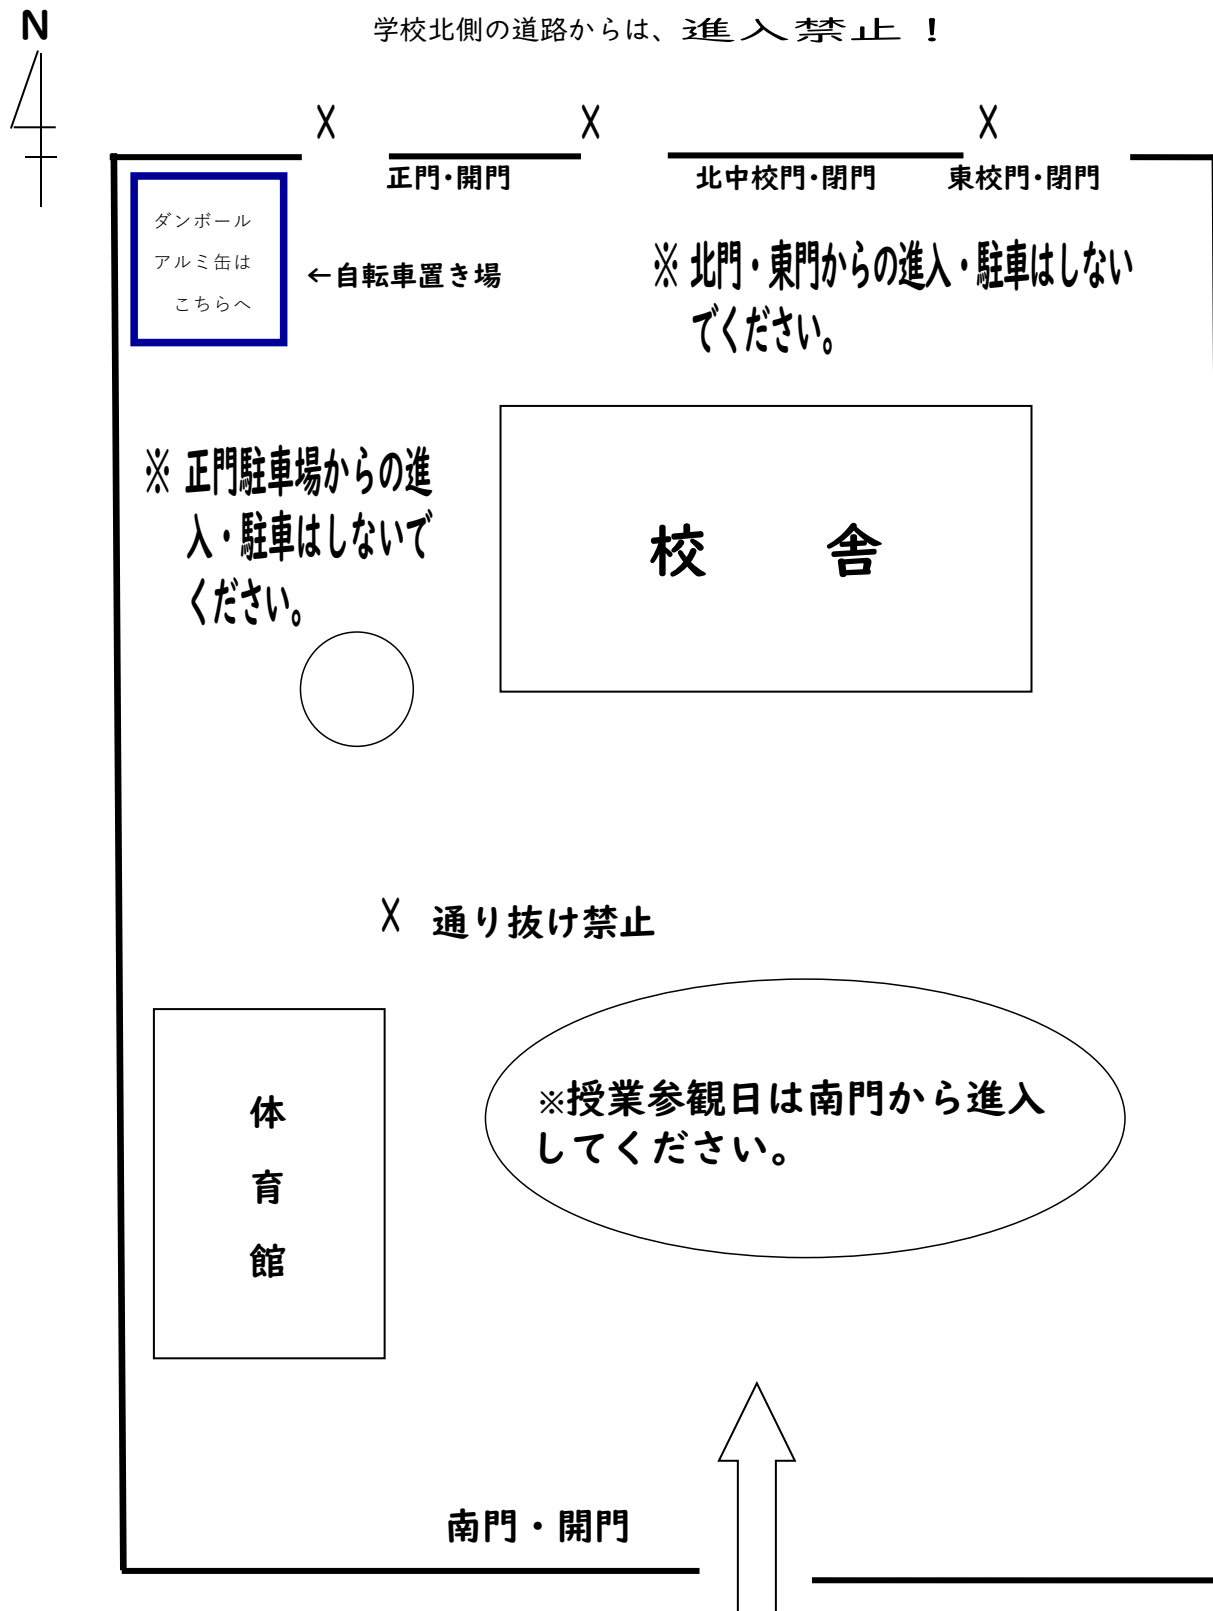 N
学校北側の道路からは、進入禁止！
X
X
X
正門・開門
北中校門・閉門
東校門・閉門
ダンボール
アルミ缶は
こちらへ
←自転車置き場
※ 北門・東門からの進入・駐車はしない
でください。
※ 正門駐車場からの進
入・駐車はしないで
ください。
校　　舎
X 通り抜け禁止
体
育
館
※授業参観日は南門から進入
してください。
南門・開門